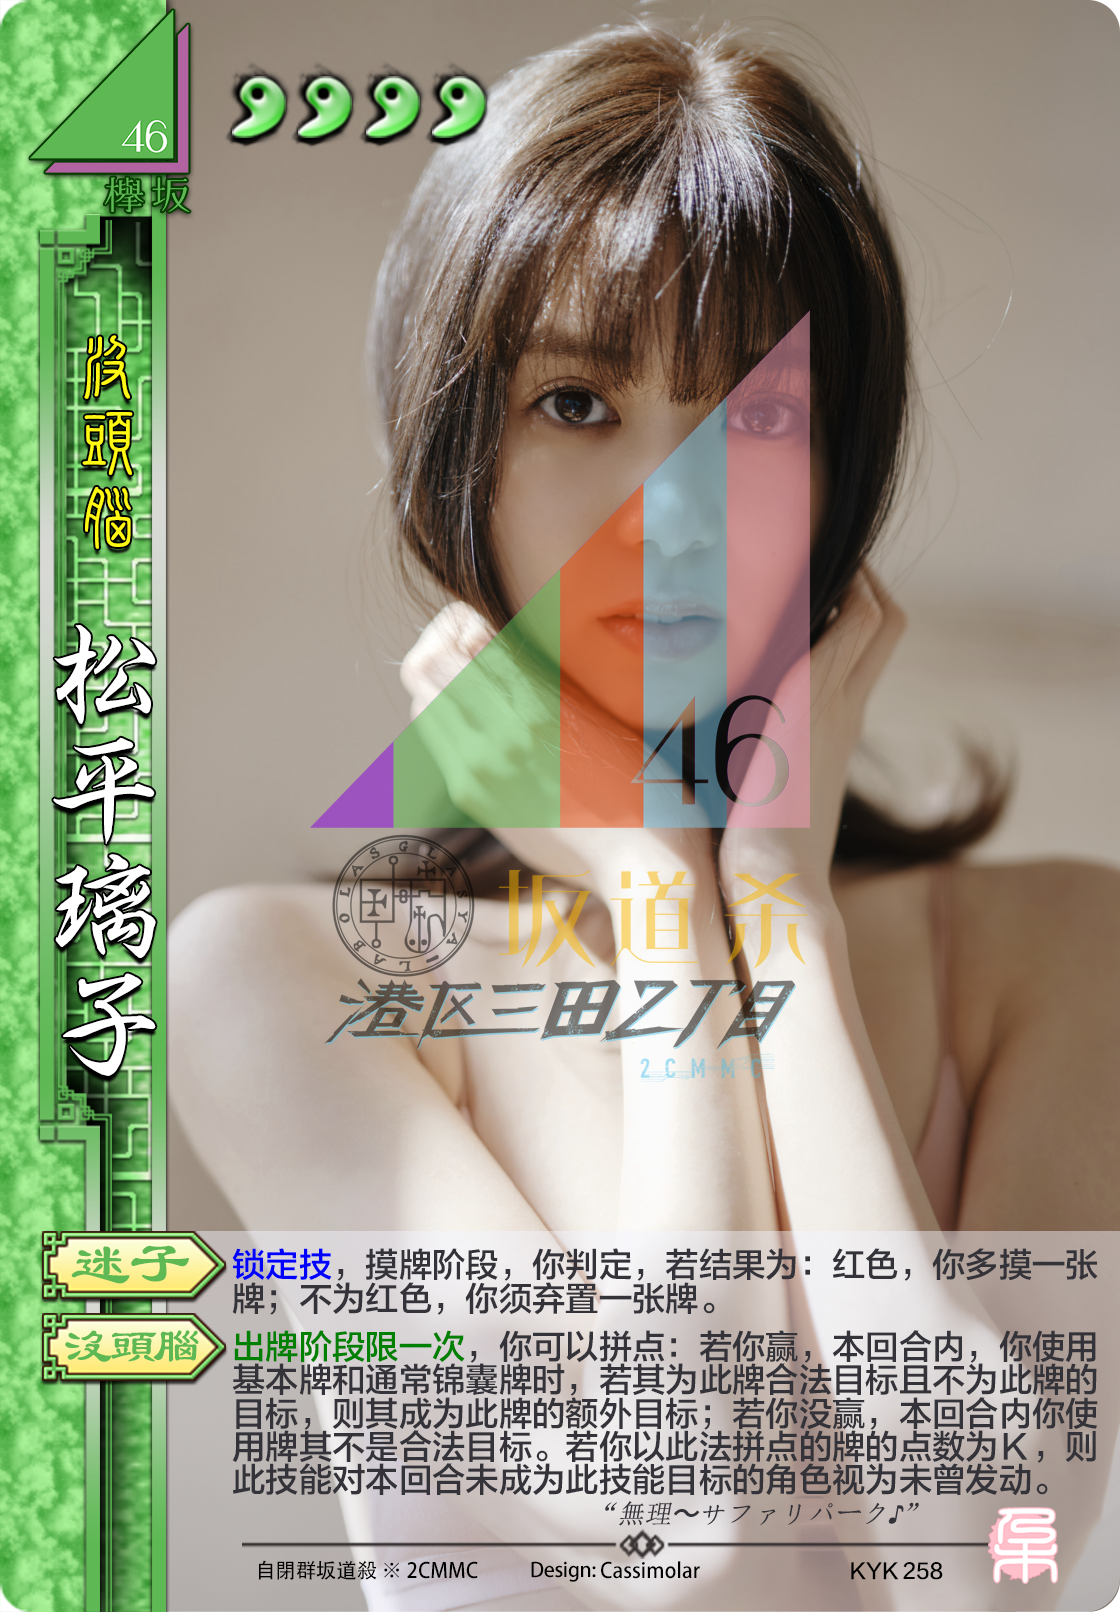 46
欅坂
沒頭腦
松平璃子
46
GLASYA-LABOLAS
坂道杀
港区三田2丁目
2CMMC
迷子
锁定技，摸牌阶段，你判定，若结果为：红色，你多摸一张
牌；不为红色，你须弃置一张牌。
沒頭腦
出牌阶段限一次，你可以拼点：若你赢，本回合内，你使用
基本牌和通常锦囊牌时，若其为此牌合法目标且不为此牌的
目标，则其成为此牌的额外目标；若你没赢，本回合内你使
用牌其不是合法目标。若你以此法拼点的牌的点数为K，则
此技能对本回合未成为此技能目标的角色视为未曾发动。
“無理～サファリパーク♪”
自閉群坂道殺 ※ 2CMMC
Design: Cassimolar
KYK 258